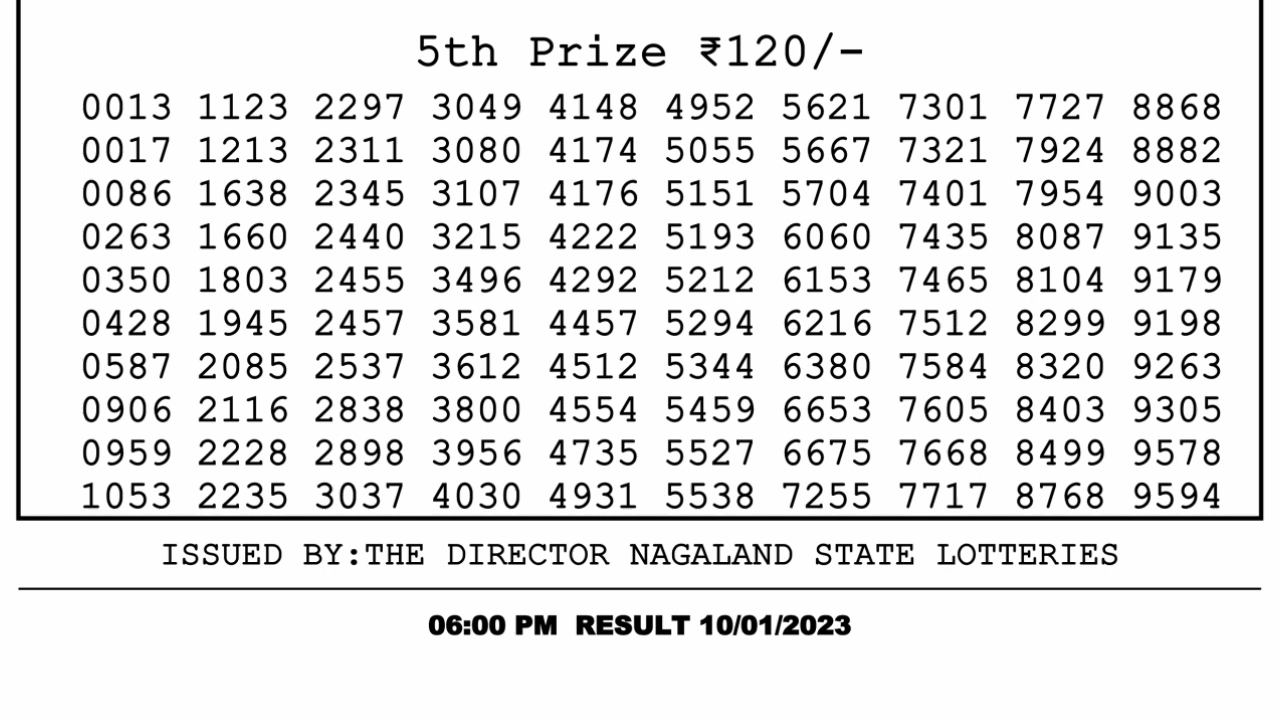 5th Prize ₹120/-
0013 1123 2297 3049 4148 4952 5621 7301 7727 8868
0017 1213 2311 3080 4174 5055 5667 7321 7924 8882
0086 1638 2345 3107 4176 5151 5704 7401 7954 9003
0263 1660 2440 3215 4222 5193 6060 7435 8087 9135
0350 1803 2455 3496 4292 5212 6153 7465 8104 9179
0428 1945 2457 3581 4457 5294 6216 7512 8299 9198
0587 2085 2537 3612 4512 5344 6380 7584 8320 9263
0906 2116 2838 3800 4554 5459 6653 7605 8403 9305
0959 2228 2898 3956 4735 5527 6675 7668 8499 9578
1053 2235 3037 4030 4931 5538 7255 7717 8768 9594
ISSUED BY:THE DIRECTOR NAGALAND STATE LOTTERIES
06:00 PM RESULT 10/01/2023